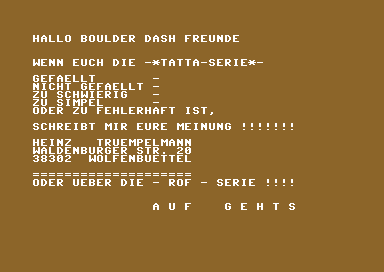 HALLO BOULDER DASH FREUNDE
WENN EUCH DIE -*TATTA-SERIE*-
GEFAELLT -
NICHT GEFAELLT -
ZU SCHWIERIG -
ZU SIMPEL -
ODER ZU FEHLERHAFT IST,
SCHREIBT MIR EURE MEINUNG !!!!!!!
HEINZ TRUEMPELMANN
WALDENBURGER STR. 20
38302 WOLFENBUETTEL
====================
ODER UEBER DIE - ROF - SERIE !!!!
A U F G E H T S